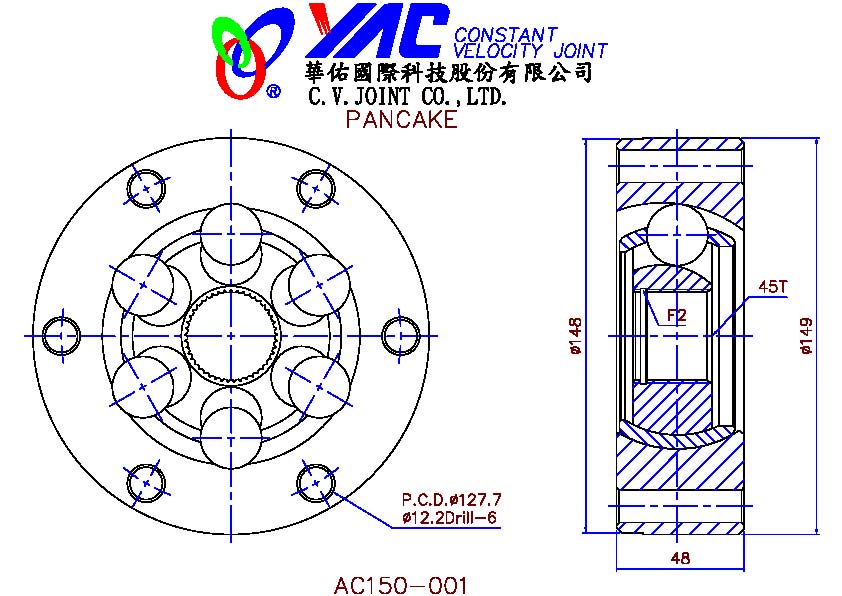 YAC CONSTANT
VELOCITY JOINT
®
華佑國際科技股份有限公司
C.V.JOINT CO.,LTD.
PANCAKE
45T
F2
ø148
ø149
P.C.D.ø127.7
ø12.2Drill-6
48
AC150-001